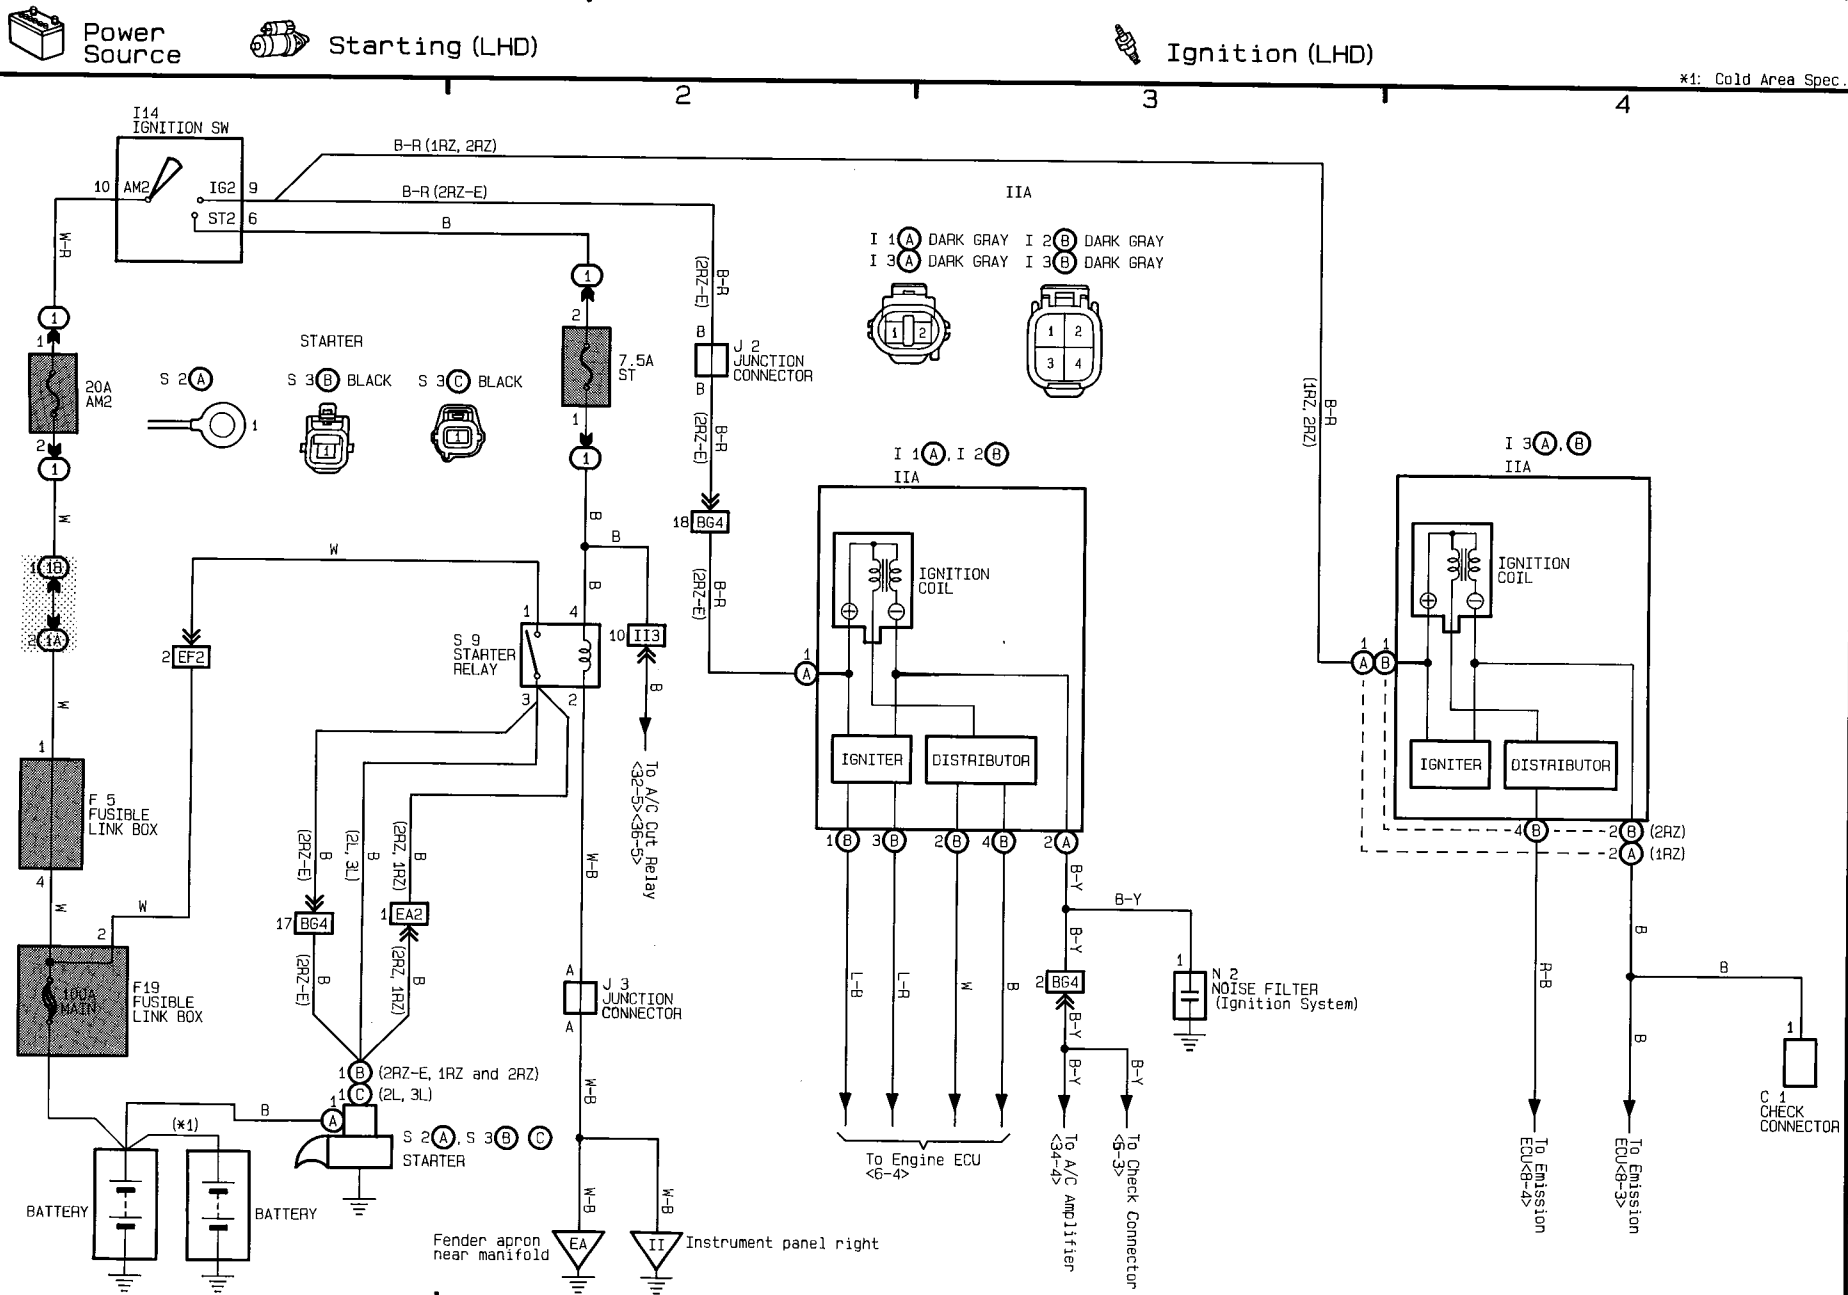 Power
Source
Starting (LHD)
Ignition (LHD)
*1: Cold Area Spec.
2
3
4
I14
IGNITION SW
10
AM2
IG2
9
ST2
6
B-R (1RZ, 2RZ)
B-R (2RZ-E)
B
W-R
1
1
20A
AM2
2
1
W
1
1B
2
1A
W
1
F 5
FUSIBLE
LINK BOX
4
W
W
2
F19
FUSIBLE
LINK BOX
100A
MAIN
STARTER
S 2 A
S 3 B BLACK
S 3 C BLACK
1
1
1
1
2
7.5A
ST
1
1
B
B
B
W
2
EF2
1
4
S 9
STARTER
RELAY
3
2
10
II3
B
To A/C Cut Relay
<32-5><36-5>
B
(2RZ-E)
B
(2L, 3L)
B
(2RZ, 1RZ)
17
BG4
1
EA2
B
(2RZ-E)
B
(2RZ, 1RZ)
W-B
A
J 3
JUNCTION
CONNECTOR
A
W-B
W-B
W-B
1
B
(2RZ-E, 1RZ and 2RZ)
1
C
(2L, 3L)
1
A
B
(*1)
S 2 A, S 3 B C
STARTER
BATTERY
BATTERY
Fender apron
near manifold
EA
II
Instrument panel right
B-R
(2RZ-E)
B
J 2
JUNCTION
CONNECTOR
B
B-R
(2RZ-E)
18
BG4
B-R
(2RZ-E)
IIA
I 1 A DARK GRAY
I 2 B DARK GRAY
I 3 A DARK GRAY
I 3 B DARK GRAY
1
2
1
2
3
4
I 1 A, I 2 B
IIA
IGNITION
COIL
1
A
IGNITER
DISTRIBUTOR
1
B
3
B
2
B
4
B
2
A
L-B
L-R
W
B
B-Y
B-Y
B-Y
2
BG4
B-Y
B-Y
B-Y
1
N 2
NOISE FILTER
(Ignition System)
To Engine ECU
<6-4>
To A/C Amplifier
<34-4>
To Check Connector
<6-3>
B-R
(1RZ, 2RZ)
I 3 A, B
IIA
IGNITION
COIL
1
A
1
B
IGNITER
DISTRIBUTOR
4
B
2
B
(2RZ)
2
A
(1RZ)
R-B
B
B
B
1
C 1
CHECK
CONNECTOR
To Emission
ECU<8-4>
To Emission
ECU<8-3>